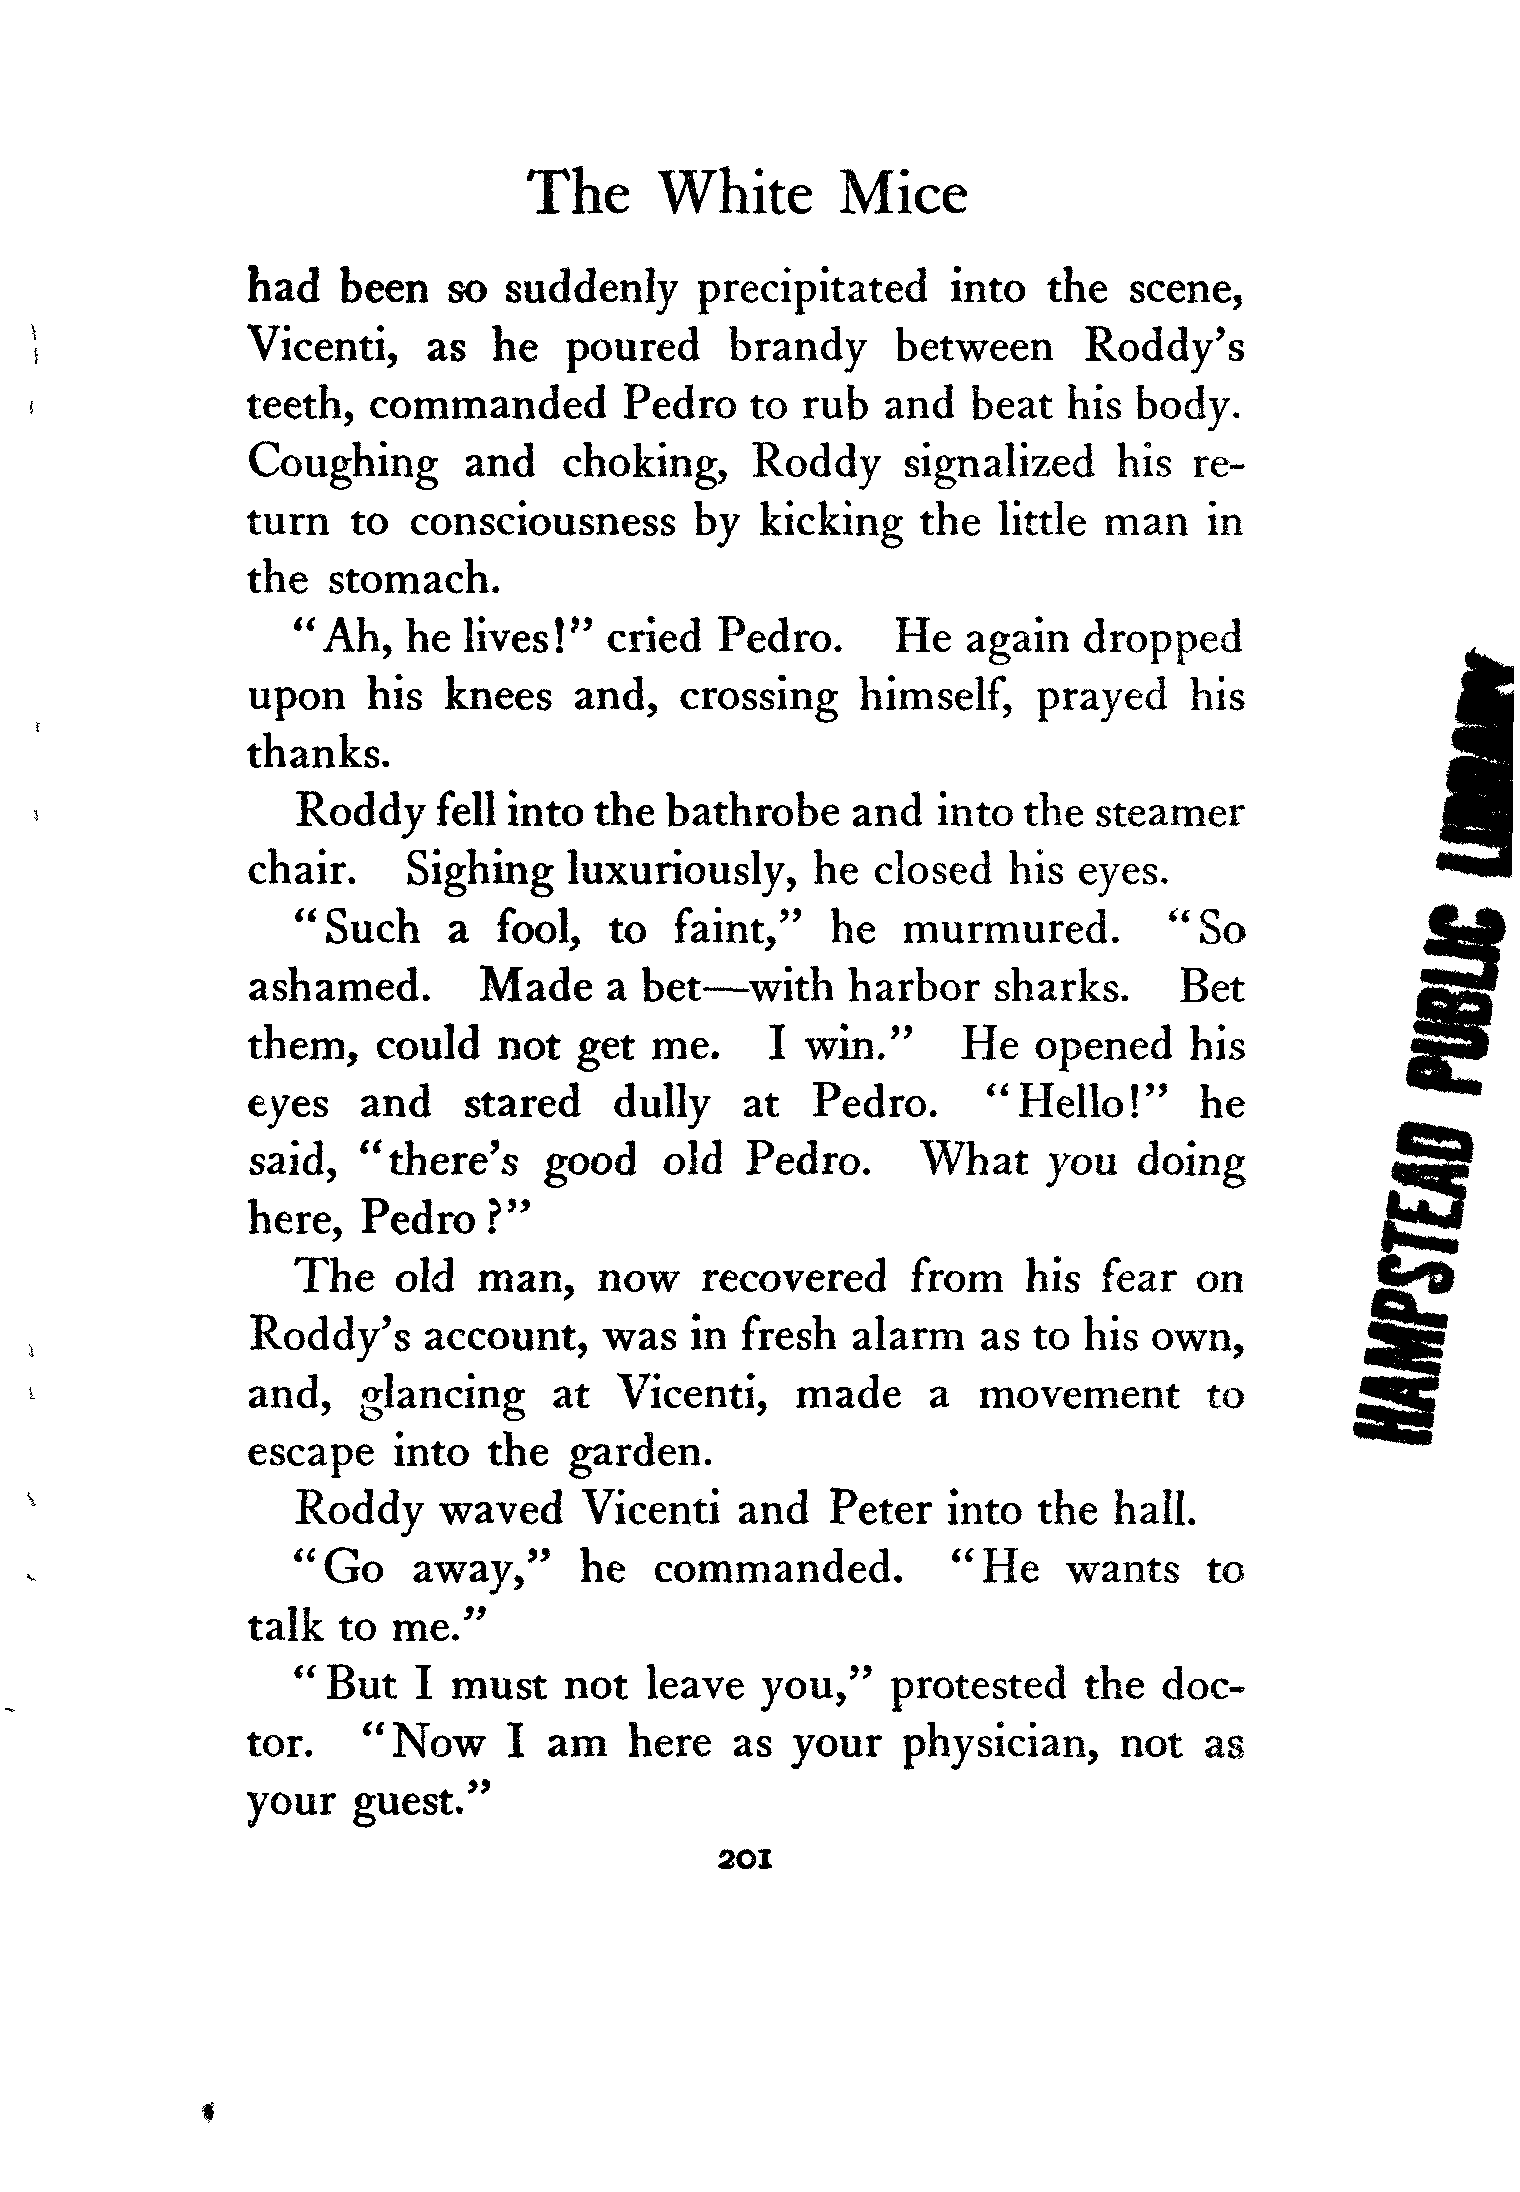 The White Mice
had been so suddenly precipitated into the scene,
Vicenti, as he poured brandy between Roddy's
teeth, commanded Pedro to rub and beat his body.
Coughing and choking, Roddy signalized his re-
turn to consciousness by kicking the little man in
the stomach.
"Ah, he lives!" cried Pedro. He again dropped
upon his knees and, crossing himself, prayed his
thanks.
Roddy fell into the bathrobe and into the steamer
chair. Sighing luxuriously, he closed his eyes.
"Such a fool, to faint," he murmured. "So
ashamed. Made a bet—with harbor sharks. Bet
them, could not get me. I win." He opened his
eyes and stared dully at Pedro. "Hello!" he
said, "there's good old Pedro. What you doing
here, Pedro?"
The old man, now recovered from his fear on
Roddy's account, was in fresh alarm as to his own,
and, glancing at Vicenti, made a movement to
escape into the garden.
Roddy waved Vicenti and Peter into the hall.
"Go away," he commanded. "He wants to
talk to me."
"But I must not leave you," protested the doc-
tor. "Now I am here as your physician, not as
your guest."
201
HAMPSTEAD PUBLIC LIBRARY